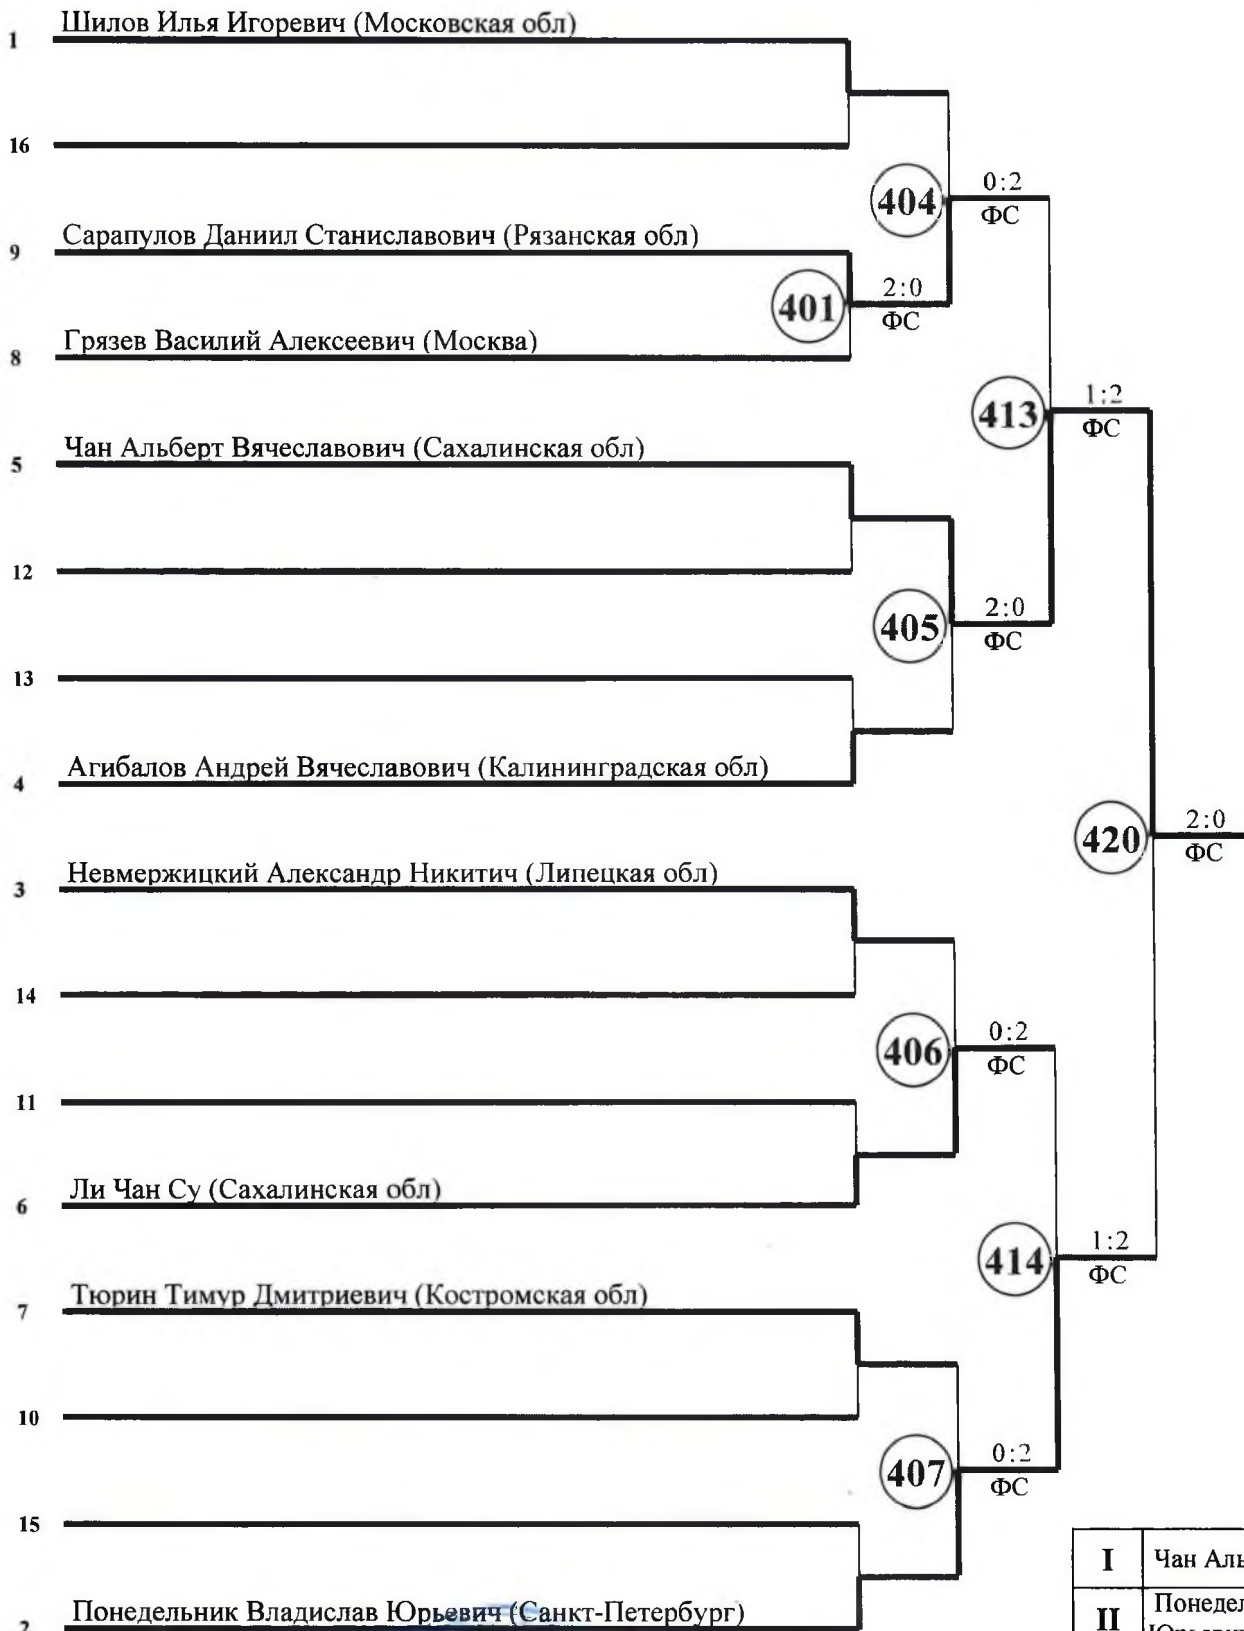 Шилов Илья Игоревич (Московская обл)
1
16
404
0:2
ФС
Сарапулов Даниил Станиславович (Рязанская обл)
9
401
2:0
ФС
Грязев Василий Алексеевич (Москва)
8
413
1:2
ФС
Чан Альберт Вячеславович (Сахалинская обл)
5
12
405
2:0
ФС
13
Агибалов Андрей Вячеславович (Калининградская обл)
4
420
2:0
ФС
Невмержицкий Александр Никитич (Липецкая обл)
3
14
406
0:2
ФС
11
Ли Чан Су (Сахалинская обл)
6
414
1:2
ФС
Тюрин Тимур Дмитриевич (Костромская обл)
7
10
407
0:2
ФС
15
I Чан Аль
Понедельник Владислав Юрьевич (Санкт-Петербург)
2
II Понедел